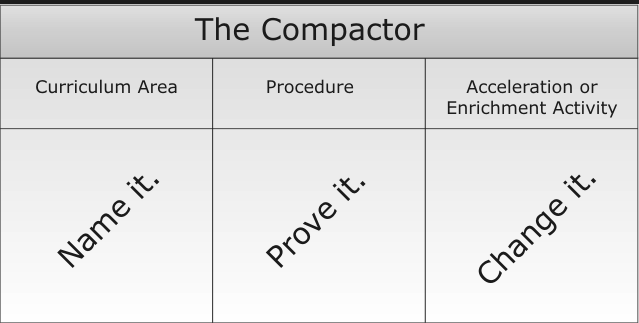 The Compactor
Curriculum Area
Procedure
Acceleration or
Enrichment Activity
Name it.
Prove it.
Change it.